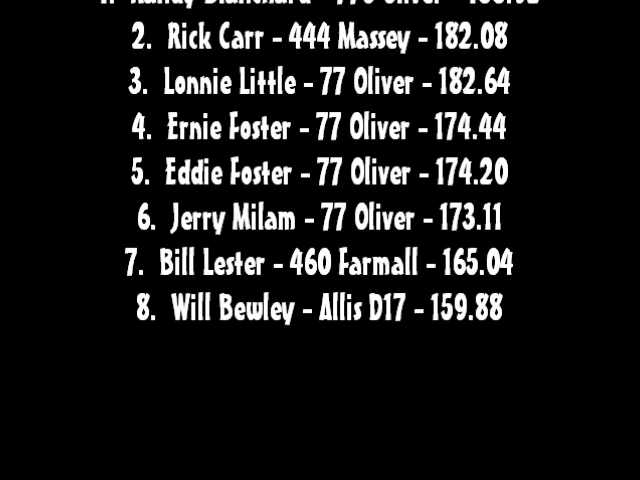 2. Rick Carr - 444 Massey - 182.08
3. Lonnie Little - 77 Oliver - 182.64
4. Ernie Foster - 77 Oliver - 174.44
5. Eddie Foster - 77 Oliver - 174.20
6. Jerry Milam - 77 Oliver - 173.11
7. Bill Lester - 460 Farmall - 165.04
8. Will Bewley - Allis D17 - 159.88